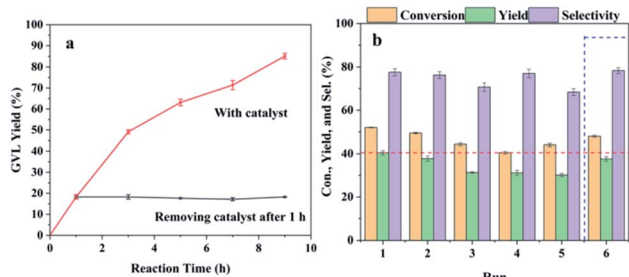 a
With catalyst
Removing catalyst after 1 h
GVL Yield (%)
100
90
80
70
60
50
40
30
20
10
0
0 2 4 6 8 10
Reaction Time (h)
Conversion Yield Selectivity
b
Con., Yield, and Sel. (%)
100
80
60
40
20
0
1 2 3 4 5 6